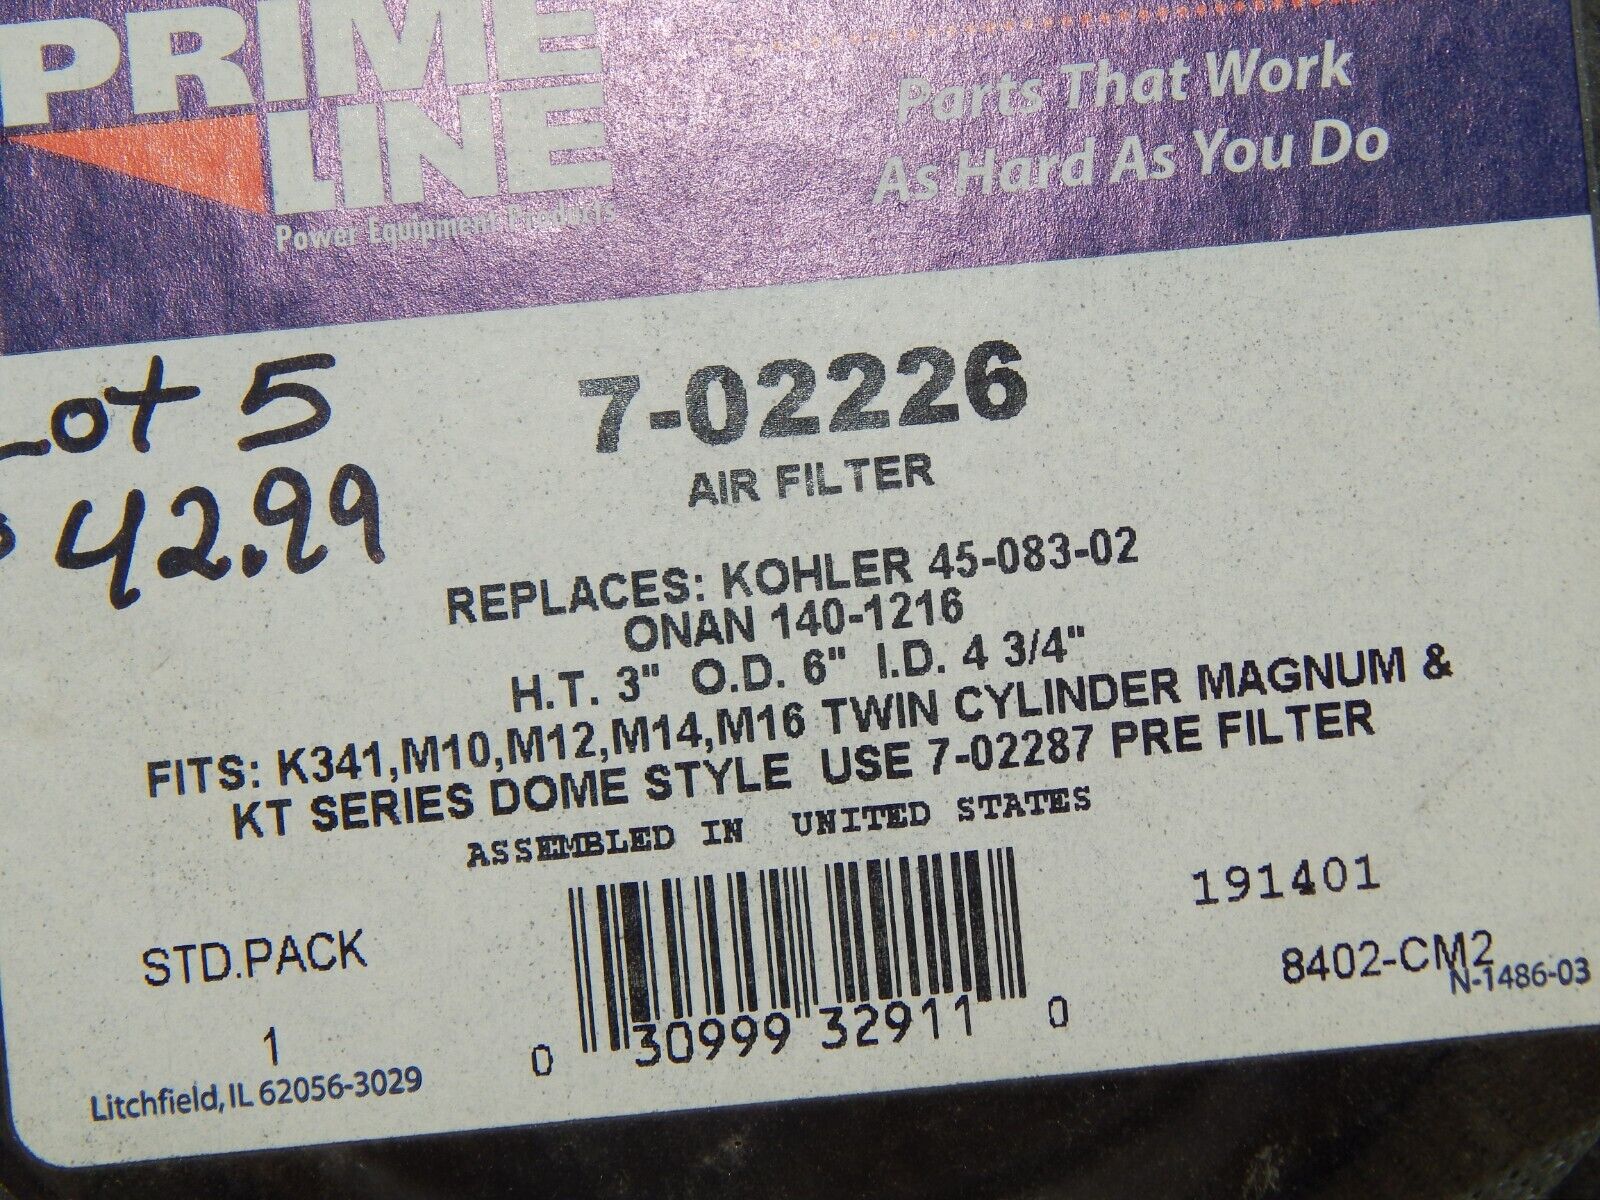 PRIME
LINE
Power Equipment Products
Parts That Work
As Hard As You Do
Lot 5
$42.99
7-02226
AIR FILTER
REPLACES: KOHLER 45-083-02
ONAN 140-1216
H.T. 3" O.D. 6" I.D. 4 3/4"
FITS: K341,M10,M12,M14,M16 TWIN CYLINDER MAGNUM &
KT SERIES DOME STYLE USE 7-02287 PRE FILTER
ASSEMBLED IN UNITED STATES
STD.PACK
1
Litchfield, IL 62056-3029
0 30999 32911 0
191401
8402-CM2
N-1486-03